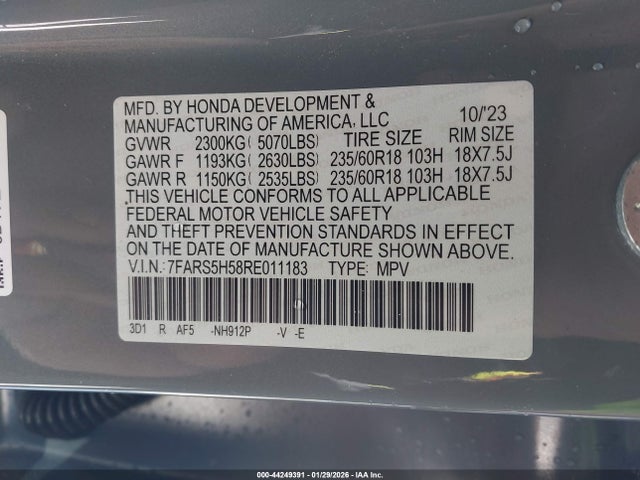 MFD. BY HONDA DEVELOPMENT &
MANUFACTURING OF AMERICA, LLC 10/'23
GVWR 2300KG( 5070LBS) TIRE SIZE RIM SIZE
GAWR F 1193KG( 2630LBS) 235/60R18 103H 18X7.5J
GAWR R 1150KG( 2535LBS) 235/60R18 103H 18X7.5J
THIS VEHICLE CONFORMS TO ALL APPLICABLE
FEDERAL MOTOR VEHICLE SAFETY
AND THEFT PREVENTION STANDARDS IN EFFECT
ON THE DATE OF MANUFACTURE SHOWN ABOVE.
V.I.N.: 7FARS5H58RE011183 TYPE: MPV
3D1 R AF5 -NH912P -V -E
000-44249391 - 01/29/2026 - IAA Inc.